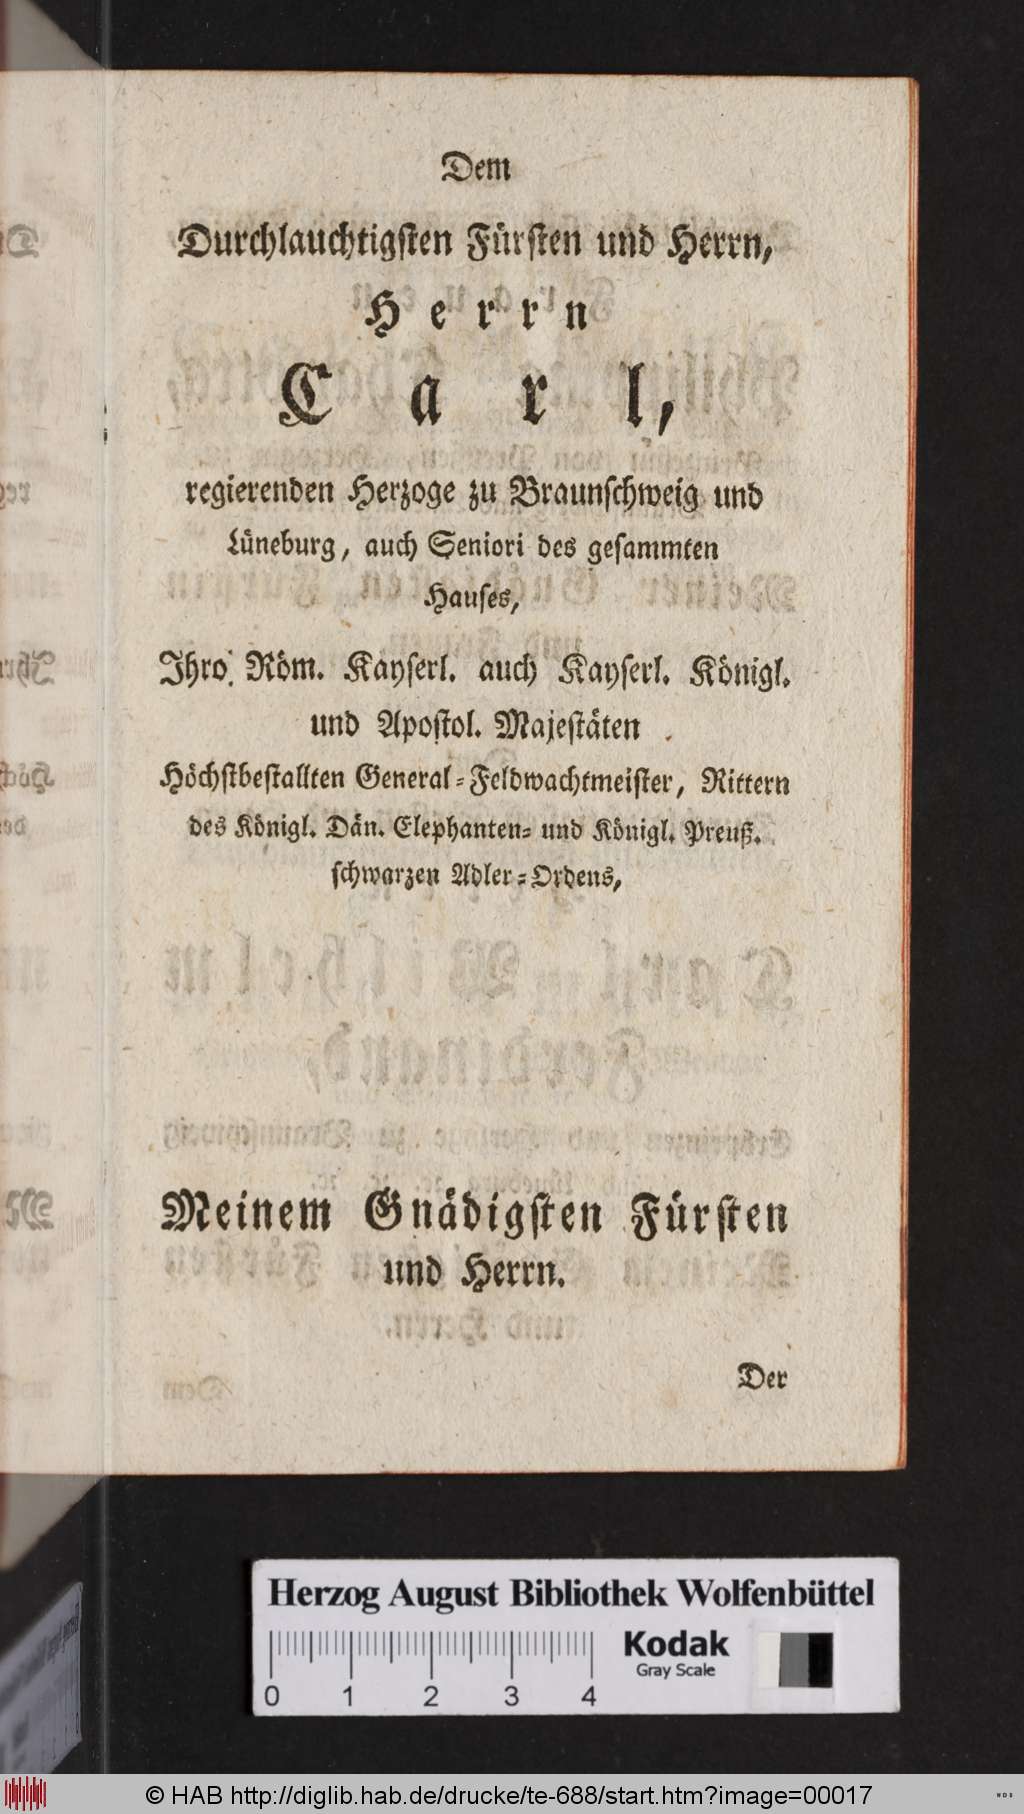 Dem
Durchlauchtigſten Fürſten und Herrn,
Herrn
Carl,
regierenden Herzoge zu Braunſchweig und
Lüneburg, auch Seniori des geſammten
Hauſes,
Ihro Röm. Kayſerl. auch Kayſerl. Königl.
und Apoſtol. Majeſtäten
Höchſtbeſtallten General-Feldwachtmeiſter, Rittern
des Königl. Dän. Elephanten- und Königl. Preuß.
ſchwarzen Adler-Ordens,
Meinem Gnädigſten Fürſten
und Herrn.
Der
Herzog August Bibliothek Wolfenbüttel
Kodak
Gray Scale
0 1 2 3 4
© HAB http://diglib.hab.de/drucke/te-688/start.htm?image=00017